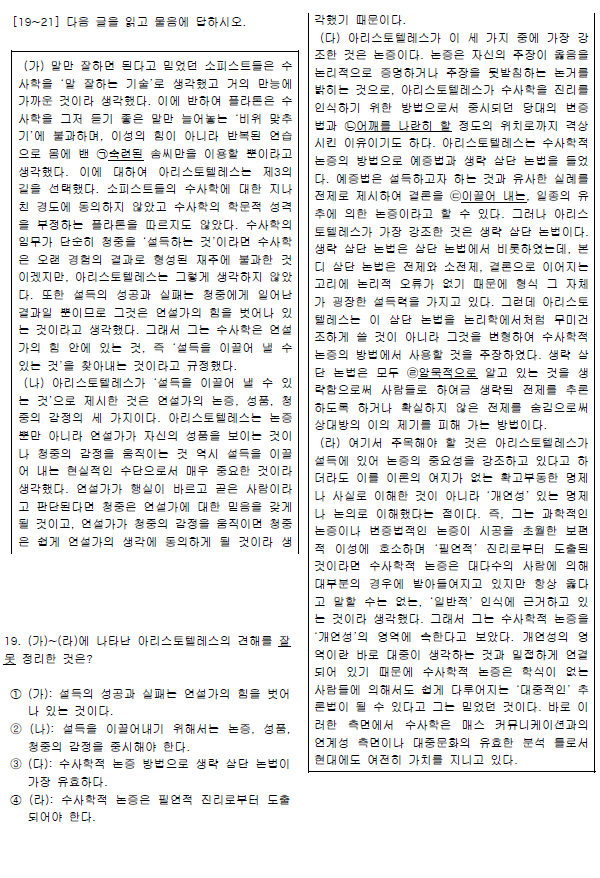 [19~21] 다음 글을 읽고 물음에 답하시오.
(가) 말만 잘하면 된다고 믿었던 소피스트들은 수
사학을 '말 잘하는 기술'로 생각했고 거의 만능에
가까운 것이라 생각했다. 이에 반하여 플라톤은 수
사학을 그저 듣기 좋은 말만 늘어놓는 '비위 맞추
기'에 불과하며, 이성의 힘이 아니라 반복된 연습
으로 몸에 밴 ㉠숙련된 솜씨만을 이용할 뿐이라고
생각했다. 이에 대하여 아리스토텔레스는 제3의
길을 선택했다. 소피스트들의 수사학에 대한 지나
친 경도에 동의하지 않았고 수사학의 학문적 성격
을 부정하는 플라톤을 따르지도 않았다. 수사학의
임무가 단순히 청중을 '설득하는 것'이라면 수사학
은 오랜 경험의 결과로 형성된 재주에 불과한 것
이겠지만, 아리스토텔레스는 그렇게 생각하지 않았
다. 또한 설득의 성공과 실패는 청중에게 일어난
결과일 뿐이므로 그것은 연설가의 힘을 벗어나 있
는 것이라고 생각했다. 그래서 그는 수사학은 연설
가의 힘 안에 있는 것, 즉 '설득을 이끌어 낼 수
있는 것'을 찾아내는 것이라고 규정했다.
(나) 아리스토텔레스가 '설득을 이끌어 낼 수 있
는 것'으로 제시한 것은 연설가의 논증, 성품, 청
중의 감정의 세 가지이다. 아리스토텔레스는 논증
뿐만 아니라 연설가가 자신의 성품을 보이는 것이
나 청중의 감정을 움직이는 것 역시 설득을 이끌
어 내는 현실적인 수단으로서 매우 중요한 것이라
생각했다. 연설가가 행실이 바르고 곧은 사람이라
고 판단된다면 청중은 연설가에 대한 믿음을 갖게
될 것이고, 연설가가 청중의 감정을 움직이면 청중
은 쉽게 연설가의 생각에 동의하게 될 것이라 생
각했기 때문이다.
(다) 아리스토텔레스가 이 세 가지 중에 가장 강
조한 것은 논증이다. 논증은 자신의 주장이 옳음을
논리적으로 증명하거나 주장을 뒷받침하는 논거를
밝히는 것으로, 아리스토텔레스가 수사학을 진리를
인식하기 위한 방법으로서 중시되던 당대의 변증
법과 ㉡어깨를 나란히 할 정도의 위치로까지 격상
시킨 이유이기도 하다. 아리스토텔레스는 수사학적
논증의 방법으로 예증법과 생략 삼단 논법을 들었
다. 예증법은 설득하고자 하는 것과 유사한 실례를
전제로 제시하여 결론을 ㉢이끌어 내는, 일종의 유
추에 의한 논증이라고 할 수 있다. 그러나 아리스
토텔레스가 가장 강조한 것은 생략 삼단 논법이다.
생략 삼단 논법은 삼단 논법에서 비롯하였는데, 본
디 삼단 논법은 전제와 소전제, 결론으로 이어지는
고리에 논리적 오류가 없기 때문에 형식 그 자체
가 굉장한 설득력을 가지고 있다. 그런데 아리스토
텔레스는 이 삼단 논법을 논리학에서처럼 무미건
조하게 쓸 것이 아니라 그것을 변형하여 수사학적
논증의 방법에서 사용할 것을 주장하였다. 생략 삼
단 논법은 모두 ㉣암묵적으로 알고 있는 것을 생
략함으로써 사람들로 하여금 생략된 전제를 추론
하도록 하거나 확실하지 않은 전제를 숨김으로써
상대방의 이의 제기를 피해 가는 방법이다.
(라) 여기서 주목해야 할 것은 아리스토텔레스가
설득에 있어 논증의 중요성을 강조하고 있다고 하
더라도 이를 이론의 여지가 없는 확고부동한 명제
나 사실로 이해한 것이 아니라 '개연성' 있는 명제
나 논의로 이해했다는 점이다. 즉, 그는 과학적인
논증이나 변증법적인 논증이 시공을 초월한 보편
적 이성에 호소하며 '필연적' 진리로부터 도출된
것이라면 수사학적 논증은 대다수의 사람에 의해
대부분의 경우에 받아들여지고 있지만 항상 옳다
고 말할 수는 없는, '일반적' 인식에 근거하고 있
는 것이라 생각했다. 그래서 그는 수사학적 논증을
'개연성'의 영역에 속한다고 보았다. 개연성의 영
역이란 바로 대중이 생각하는 것과 밀접하게 연결
되어 있기 때문에 수사학적 논증은 학식이 없는
사람들에 의해서도 쉽게 다루어지는 '대중적인' 추
론법이 될 수 있다고 그는 믿었던 것이다. 바로 이
러한 측면에서 수사학은 매스 커뮤니케이션과의
연계성 측면이나 대중문화의 유효한 분석 틀로서
현대에도 여전히 가치를 지니고 있다.
19. (가)~(라)에 나타난 아리스토텔레스의 견해를 잘
못 정리한 것은?
① (가): 설득의 성공과 실패는 연설가의 힘을 벗어
나 있는 것이다.
② (나): 설득을 이끌어내기 위해서는 논증, 성품,
청중의 감정을 중시해야 한다.
③ (다): 수사학적 논증 방법으로 생략 삼단 논법이
가장 유효하다.
④ (라): 수사학적 논증은 필연적 진리로부터 도출
되어야 한다.